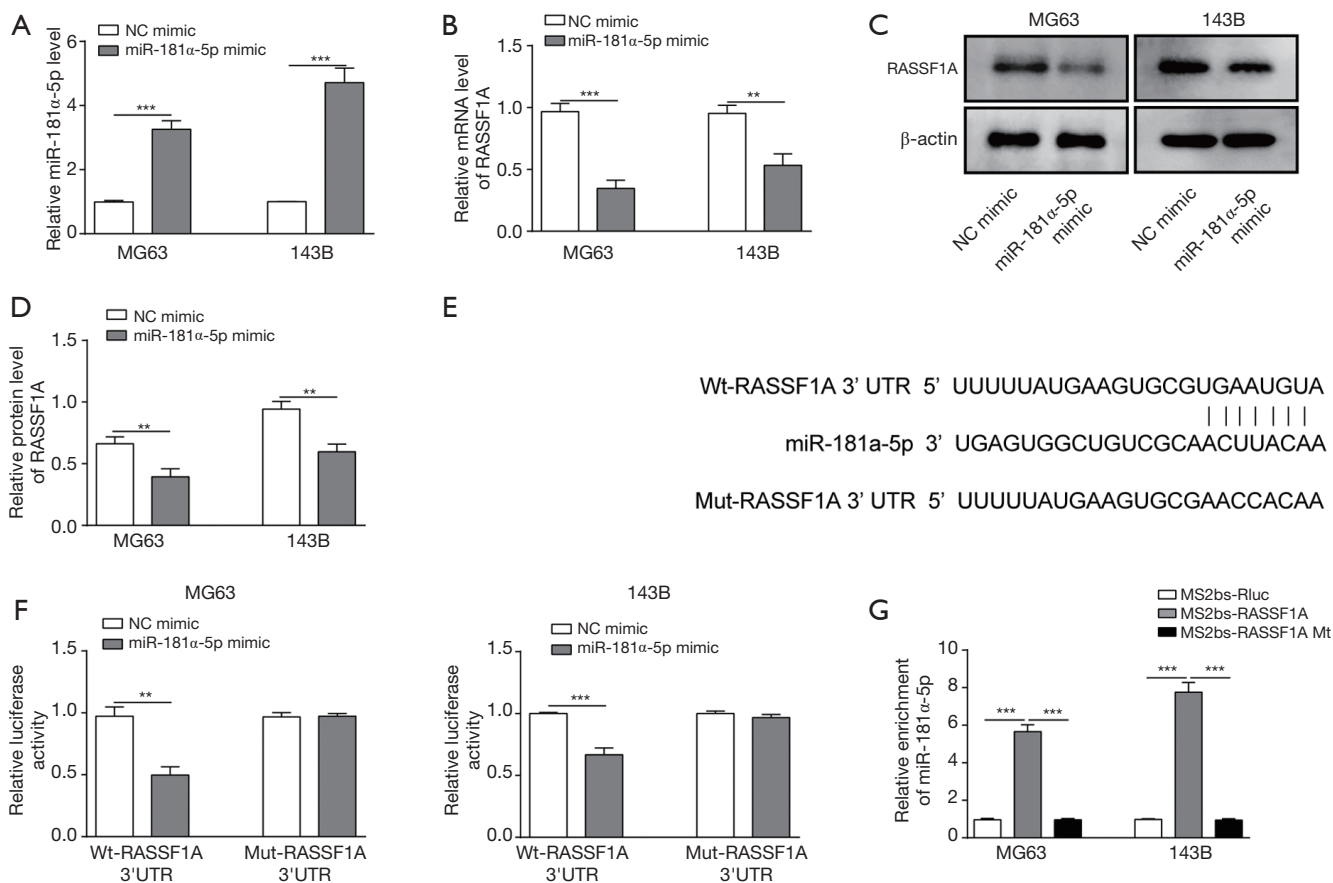 A
NC mimic
miR-181α-5p mimic
Relative miR-181α-5p level
6
4
2
0
***
***
MG63
143B
B
NC mimic
miR-181α-5p mimic
Relative mRNA level
of RASSF1A
1.5
1.0
0.5
0.0
***
**
MG63
143B
C
MG63
143B
RASSF1A
β-actin
NC mimic
miR-181α-5p
mimic
NC mimic
miR-181α-5p
mimic
D
NC mimic
miR-181α-5p mimic
Relative protein level
of RASSF1A
1.5
1.0
0.5
0.0
**
**
MG63
143B
E
Wt-RASSF1A 3' UTR 5' UUUUUAUGAAGUGCGUGAAUGUA
miR-181a-5p 3' UGAGUGGCUGUCGCAACUUACAA
Mut-RASSF1A 3' UTR 5' UUUUUAUGAAGUGCGAACCACAA
F
MG63
NC mimic
miR-181α-5p mimic
Relative luciferase
activity
1.5
1.0
0.5
0.0
**
Wt-RASSF1A
3'UTR
Mut-RASSF1A
3'UTR
143B
NC mimic
miR-181α-5p mimic
Relative luciferase
activity
1.5
1.0
0.5
0.0
***
Wt-RASSF1A
3'UTR
Mut-RASSF1A
3'UTR
G
MS2bs-Rluc
MS2bs-RASSF1A
MS2bs-RASSF1A Mt
Relative enrichment
of miR-181α-5p
10
8
6
4
2
0
***
***
***
***
MG63
143B